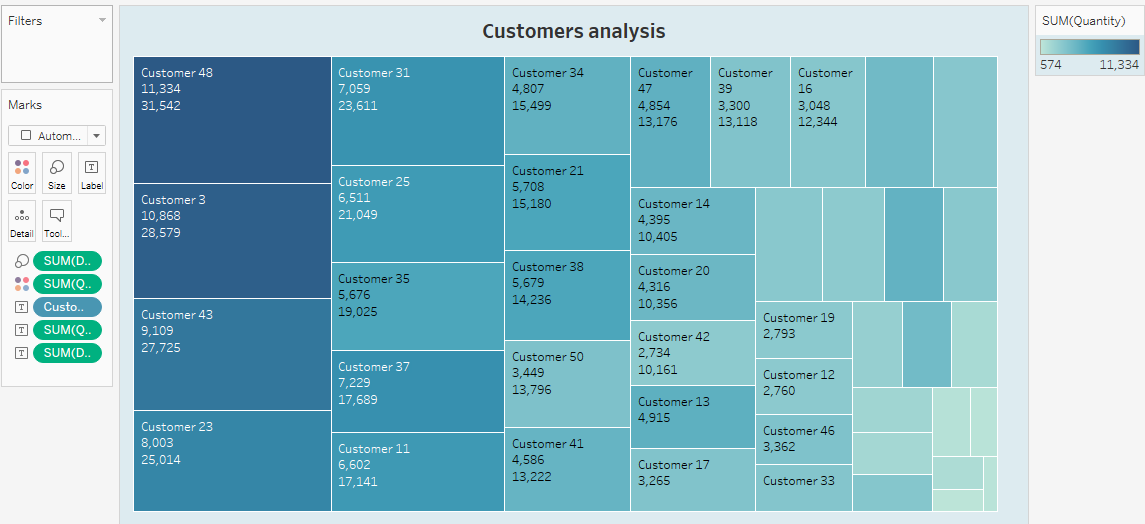 Filters
Marks
Autom...
Color
Size
Label
Detail
Tool...
SUM(D..
SUM(Q..
Custo..
SUM(Q..
SUM(D..
Customers analysis
Customer 48
11,334
31,542
Customer 3
10,868
28,579
Customer 43
9,109
27,725
Customer 23
8,003
25,014
Customer 31
7,059
23,611
Customer 25
6,511
21,049
Customer 35
5,676
19,025
Customer 37
7,229
17,689
Customer 11
6,602
17,141
Customer 34
4,807
15,499
Customer 21
5,708
15,180
Customer 38
5,679
14,236
Customer 50
3,449
13,796
Customer 41
4,586
13,222
Customer
47
4,854
13,176
Customer
39
3,300
13,118
Customer
16
3,048
12,344
Customer 14
4,395
10,405
Customer 20
4,316
10,356
Customer 42
2,734
10,161
Customer 13
4,915
Customer 17
3,265
Customer 19
2,793
Customer 12
2,760
Customer 46
3,362
Customer 33
SUM(Quantity)
574
11,334